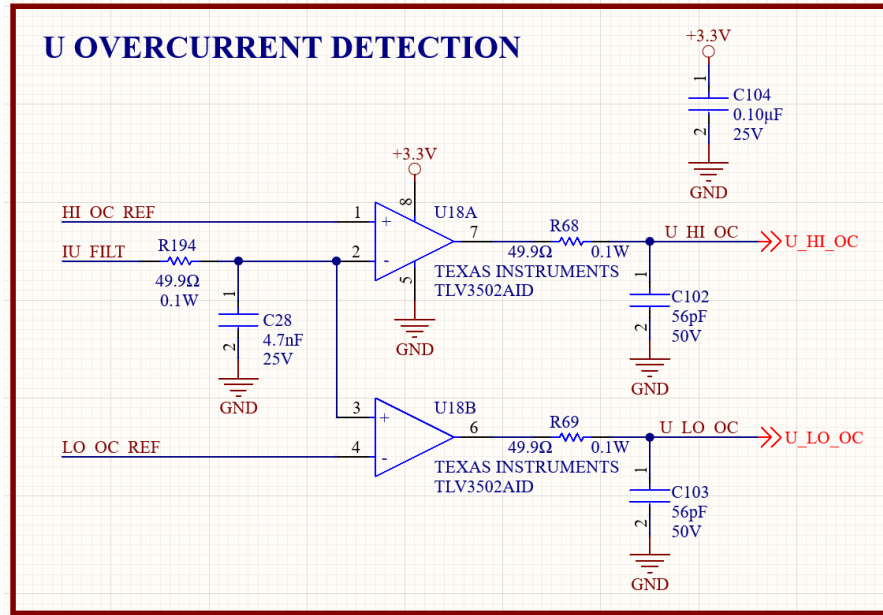 U OVERCURRENT DETECTION
+3.3V
1
C104
0.10µF
25V
2
GND
+3.3V
8
U18A
HI_OC_REF
1
+
7
R68
49.9Ω
0.1W
U_HI_OC
U_HI_OC
IU_FILT
R194
49.9Ω
0.1W
2
-
5
TEXAS INSTRUMENTS
TLV3502AID
GND
1
C28
4.7nF
25V
2
GND
1
C102
56pF
50V
2
GND
U18B
3
+
6
R69
49.9Ω
0.1W
U_LO_OC
U_LO_OC
LO_OC_REF
4
-
TEXAS INSTRUMENTS
TLV3502AID
1
C103
56pF
50V
2
GND